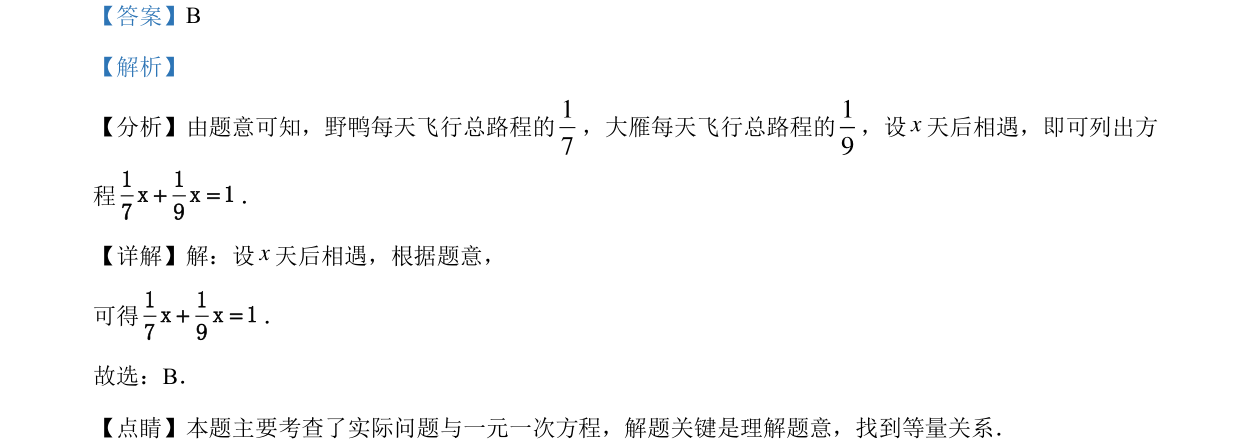 【答案】B
【解析】
【分析】由题意可知，野鸭每天飞行总路程的1/7，大雁每天飞行总路程的1/9，设x天后相遇，即可列出方
程1/7x+1/9x=1．
【详解】解：设x天后相遇，根据题意，
可得1/7x+1/9x=1．
故选：B．
【点睛】本题主要考查了实际问题与一元一次方程，解题关键是理解题意，找到等量关系．